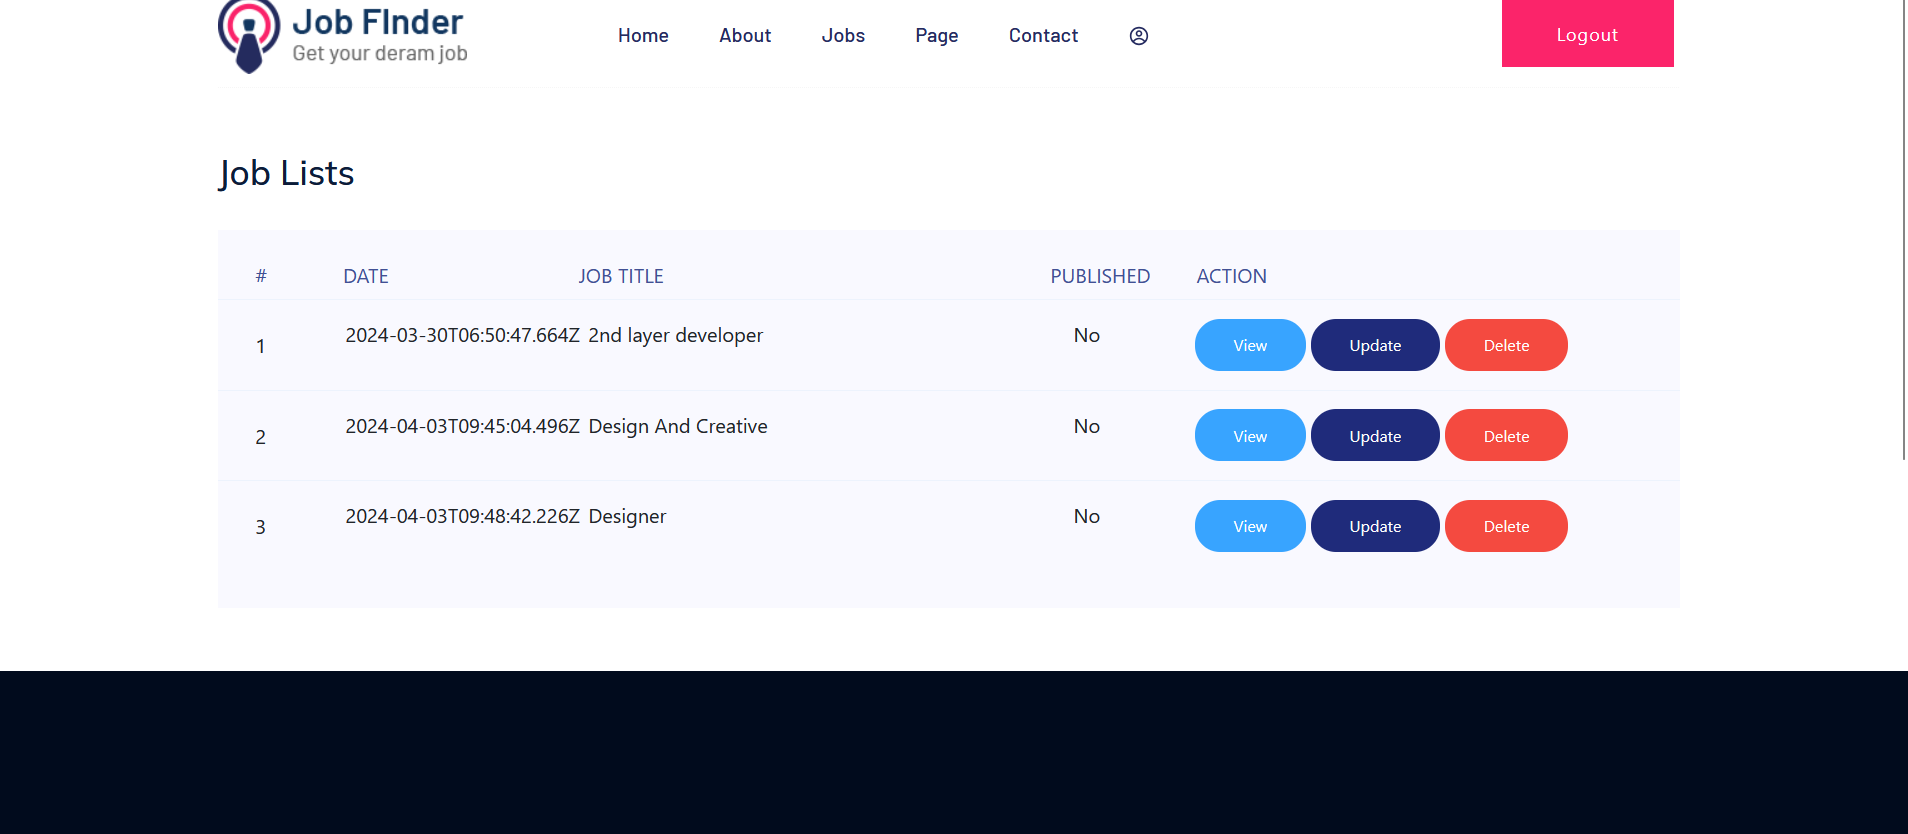 Job FInder
Get your deram job
Home About Jobs Page Contact
Logout
Job Lists
# DATE JOB TITLE PUBLISHED ACTION
1 2024-03-30T06:50:47.664Z 2nd layer developer No View Update Delete
2 2024-04-03T09:45:04.496Z Design And Creative No View Update Delete
3 2024-04-03T09:48:42.226Z Designer No View Update Delete